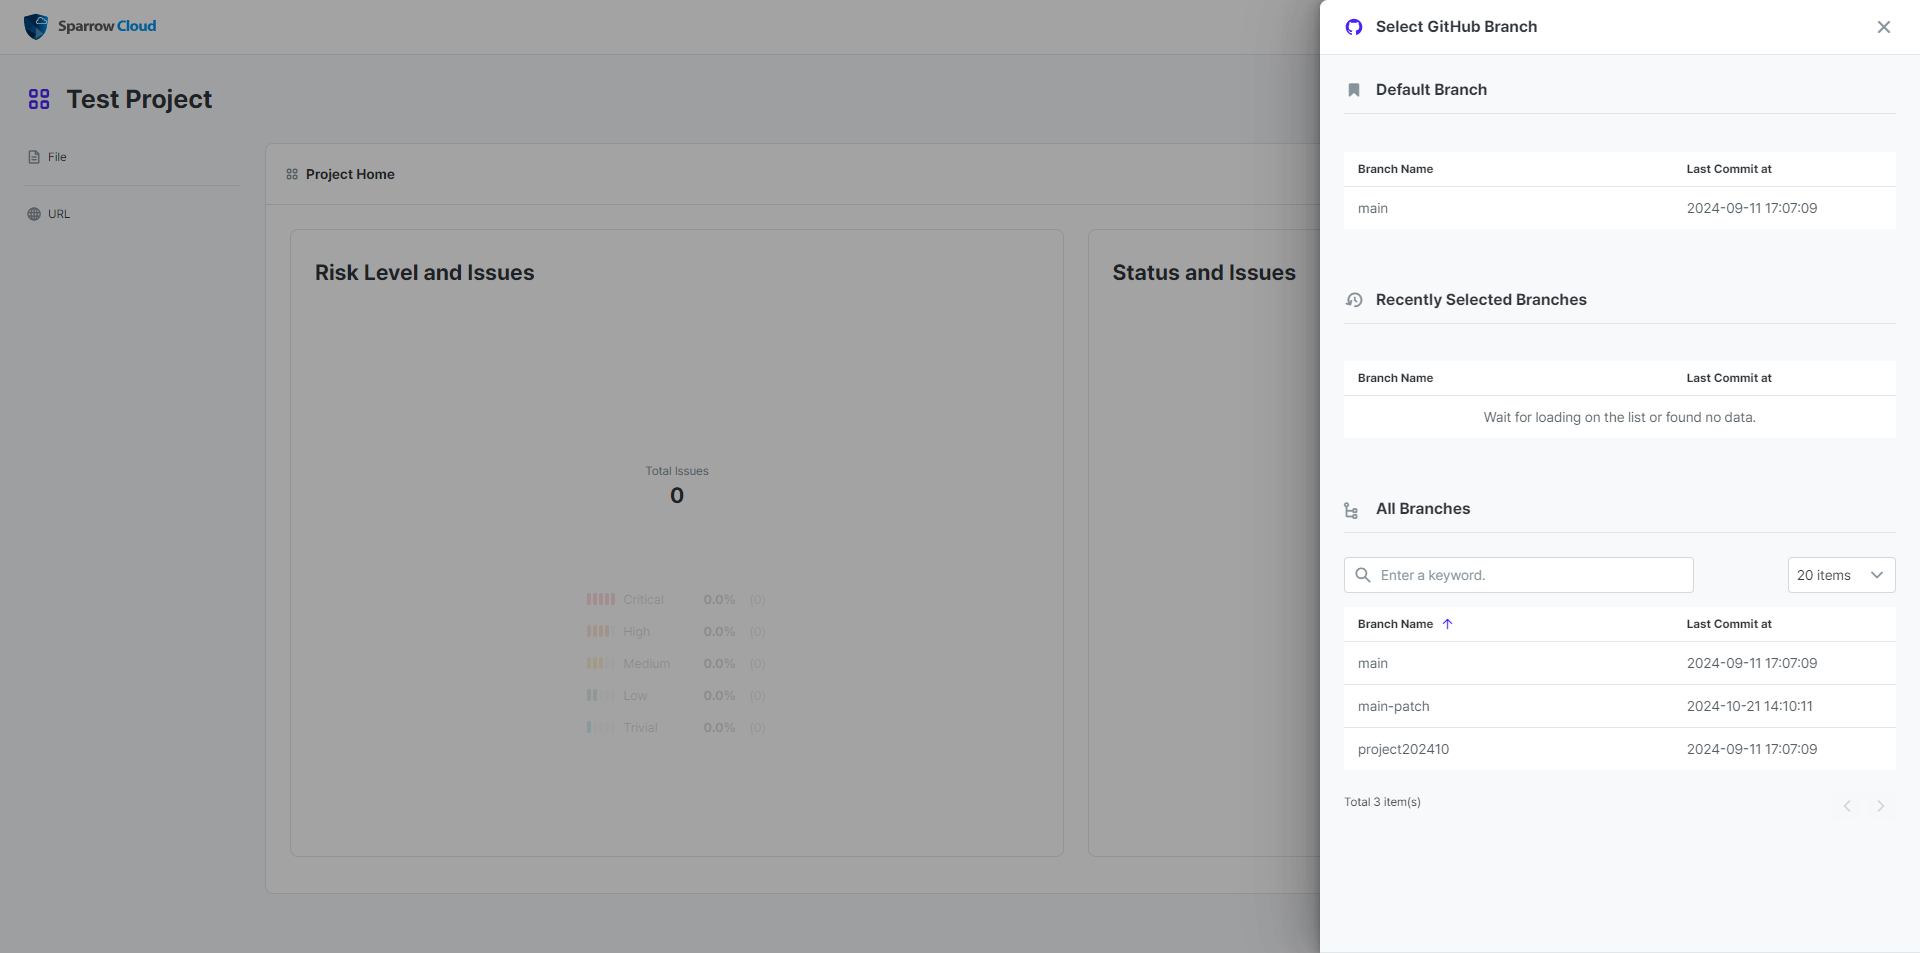 Sparrow Cloud
Test Project
File
URL
Project Home
Risk Level and Issues
Total Issues
0
Critical 0.0% (0)
High 0.0% (0)
Medium 0.0% (0)
Low 0.0% (0)
Trivial 0.0% (0)
Status and Issues
Select GitHub Branch
Default Branch
Branch Name Last Commit at
main 2024-09-11 17:07:09
Recently Selected Branches
Branch Name Last Commit at
Wait for loading on the list or found no data.
All Branches
Enter a keyword. 20 items
Branch Name Last Commit at
main 2024-09-11 17:07:09
main-patch 2024-10-21 14:10:11
project202410 2024-09-11 17:07:09
Total 3 item(s)